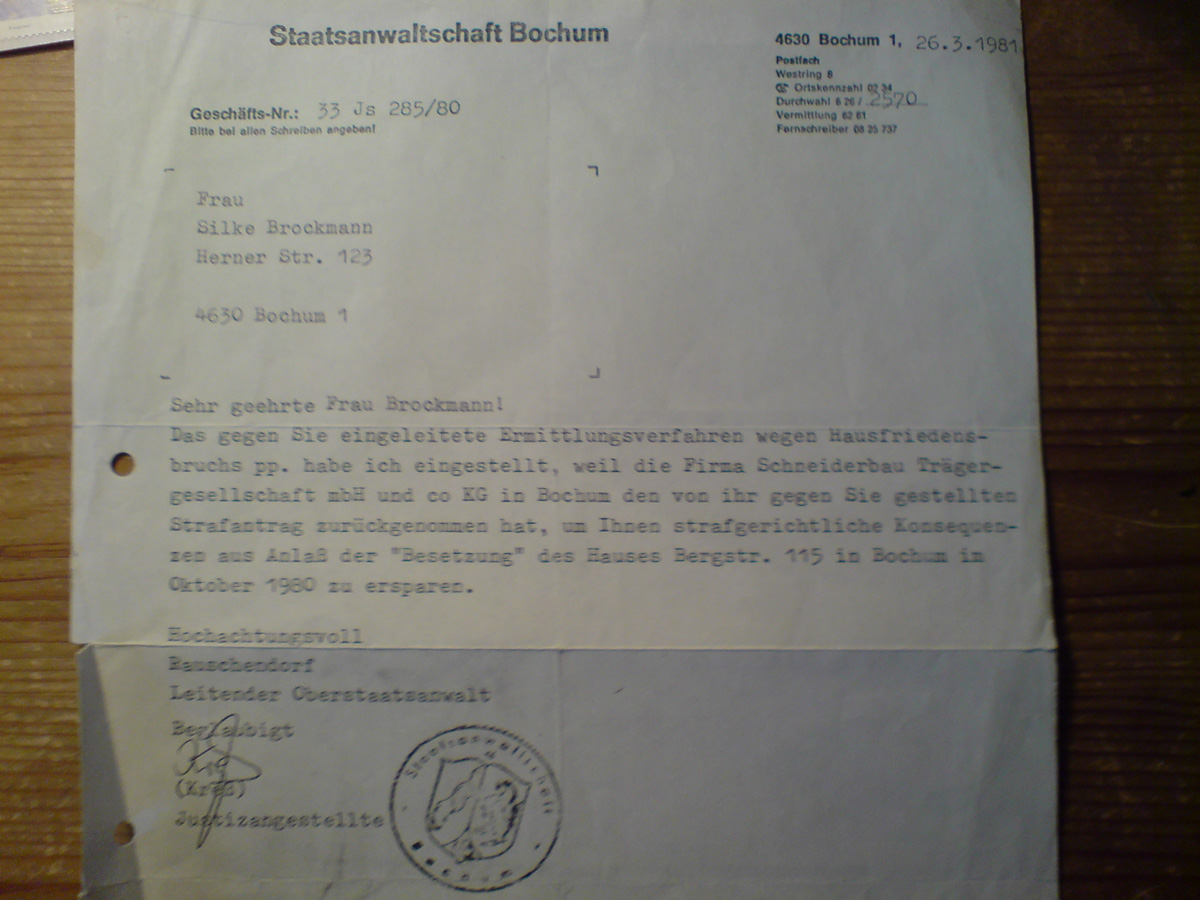 Staatsanwaltschaft Bochum
4630 Bochum 1, 26.3.1981
Postfach
Westring 8
Ortskennzahl 02 34
Durchwahl 6 26 / 2570
Vermittlung 62 61
Fernschreiber 08 25 737
Geschäfts-Nr.: 33 Js 285/80
Bitte bei allen Schreiben angeben!
Frau
Silke Brockmann
Herner Str. 123
4630 Bochum 1
Sehr geehrte Frau Brockmann!
Das gegen Sie eingeleitete Ermittlungsverfahren wegen Hausfriedens-
bruchs pp. habe ich eingestellt, weil die Firma Schneiderbau Träger-
gesellschaft mbH und co KG in Bochum den von ihr gegen Sie gestellten
Strafantrag zurückgenommen hat, um Ihnen strafgerichtliche Konsequen-
zen aus Anlaß der "Besetzung" des Hauses Bergstr. 115 in Bochum im
Oktober 1980 zu ersparen.
Hochachtungsvoll
Rauschendorf
Leitender Oberstaatsanwalt
Beglaubigt
Justizangestellte
Staatsanwaltschaft
Bochum